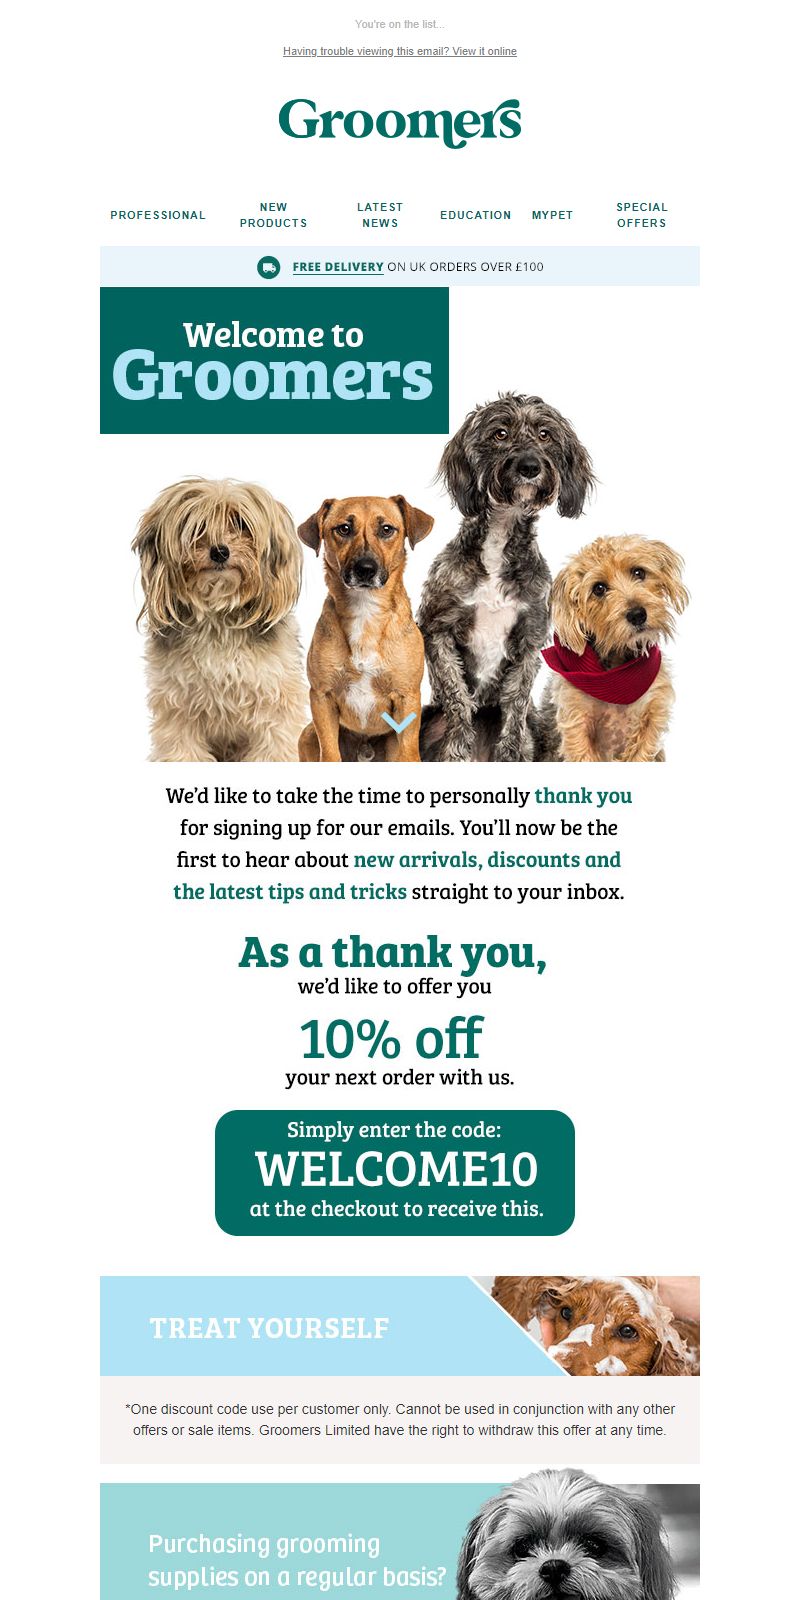 You're on the list...
Having trouble viewing this email? View it online
Groomers
PROFESSIONAL
NEW
PRODUCTS
LATEST
NEWS
EDUCATION
MYPET
SPECIAL
OFFERS
FREE DELIVERY ON UK ORDERS OVER £100
Welcome to
Groomers
We'd like to take the time to personally thank you
for signing up for our emails. You'll now be the
first to hear about new arrivals, discounts and
the latest tips and tricks straight to your inbox.
As a thank you,
we'd like to offer you
10% off
your next order with us.
Simply enter the code:
WELCOME10
at the checkout to receive this.
TREAT YOURSELF
*One discount code use per customer only. Cannot be used in conjunction with any other
offers or sale items. Groomers Limited have the right to withdraw this offer at any time.
Purchasing grooming
supplies on a regular basis?